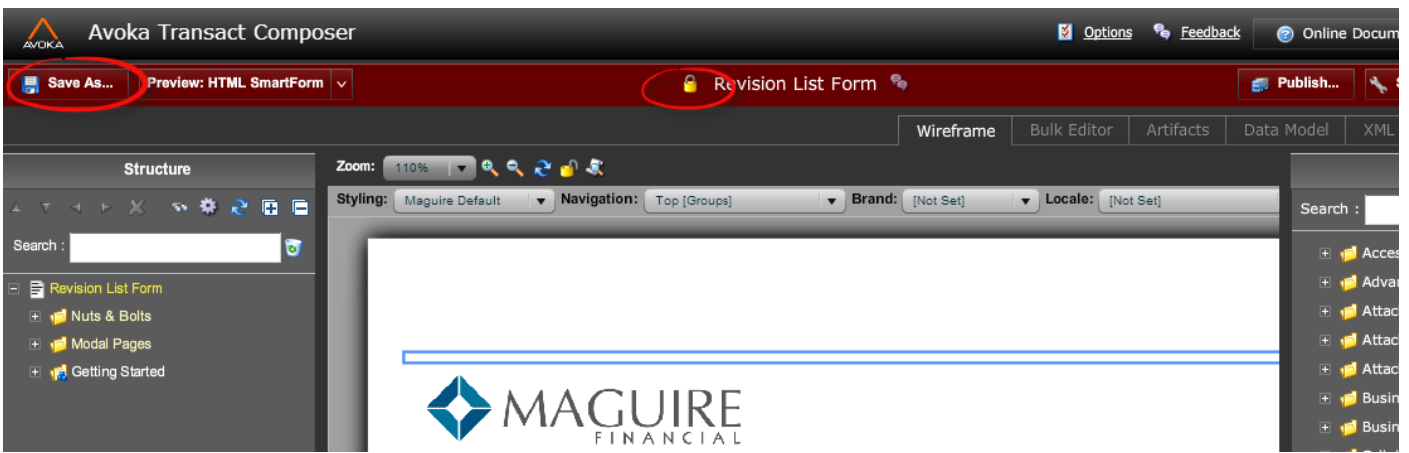 AVOKA Avoka Transact Composer Options Feedback Online Docum
Save As... Preview: HTML SmartForm Revision List Form Publish...
Wireframe Bulk Editor Artifacts Data Model XML
Structure
Zoom: 110%
Styling: Maguire Default Navigation: Top [Groups] Brand: [Not Set] Locale: [Not Set]
Search :
Search :
Revision List Form
Nuts & Bolts
Modal Pages
Getting Started
MAGUIRE
FINANCIAL
Acces
Advan
Attac
Attac
Attac
Busin
Busin